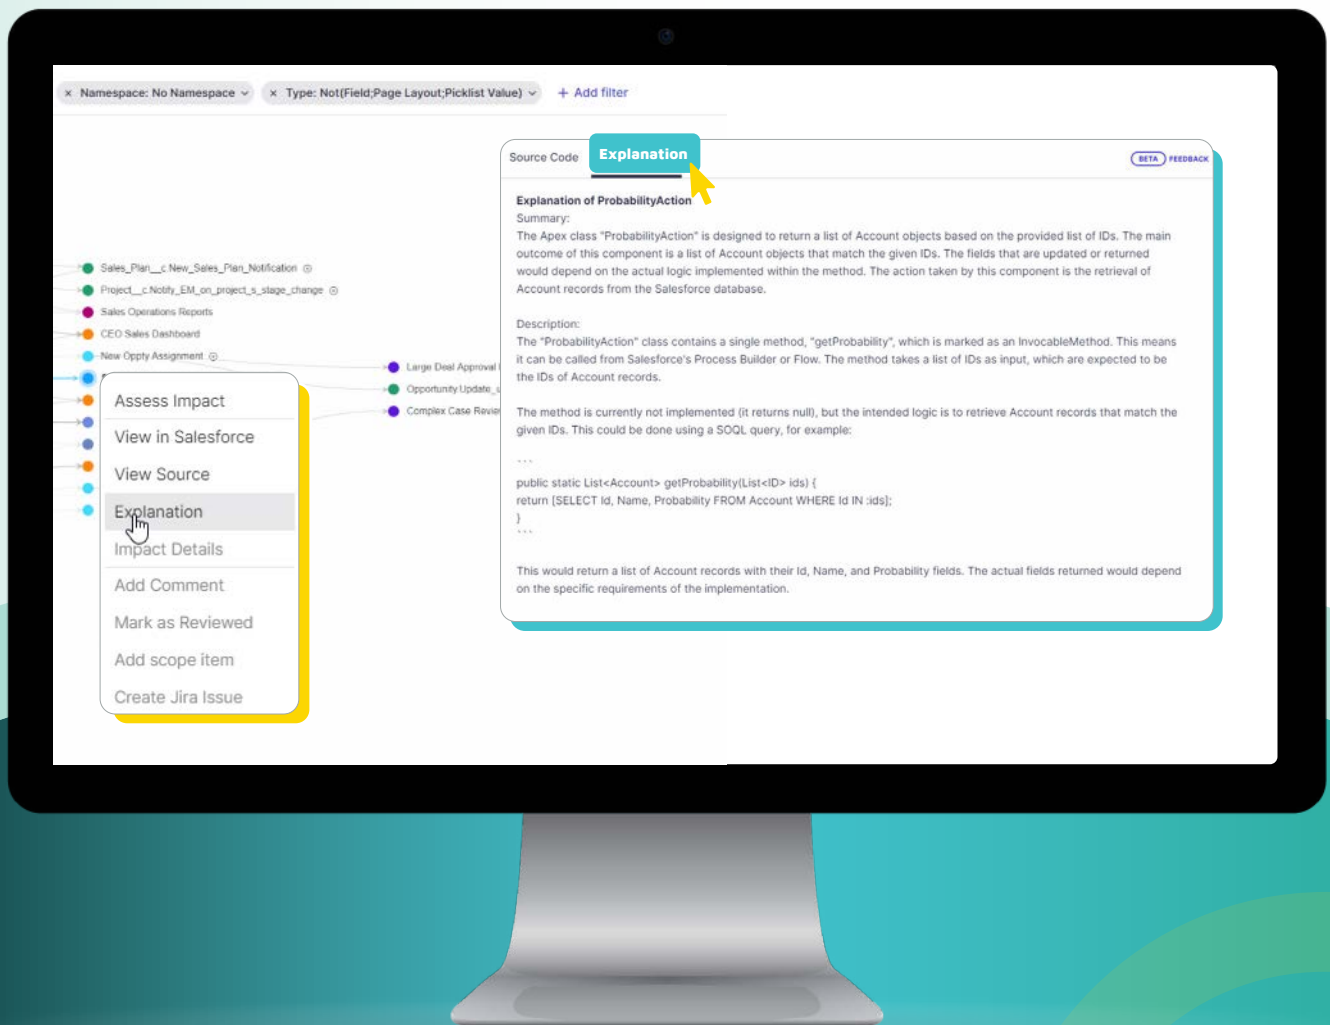 × Namespace: No Namespace
× Type: Not(Field;Page Layout;Picklist Value)
+ Add filter
Source Code
Explanation
BETA FEEDBACK
Explanation of ProbabilityAction
Summary:
The Apex class "ProbabilityAction" is designed to return a list of Account objects based on the provided list of IDs. The main
outcome of this component is a list of Account objects that match the given IDs. The fields that are updated or returned
would depend on the actual logic implemented within the method. The action taken by this component is the retrieval of
Account records from the Salesforce database.
Description:
The "ProbabilityAction" class contains a single method, "getProbability", which is marked as an InvocableMethod. This means
it can be called from Salesforce's Process Builder or Flow. The method takes a list of IDs as input, which are expected to be
the IDs of Account records.
The method is currently not implemented (it returns null), but the intended logic is to retrieve Account records that match the
given IDs. This could be done using a SOQL query, for example:
```
public static List<Account> getProbability(List<ID> ids) {
return [SELECT Id, Name, Probability FROM Account WHERE Id IN :ids];
}
```
This would return a list of Account records with their Id, Name, and Probability fields. The actual fields returned would depend
on the specific requirements of the implementation.
Sales_Plan__c.New_Sales_Plan_Notification
Project__c.Notify_EM_on_project_s_stage_change
Sales Operations Reports
CEO Sales Dashboard
New Oppty Assignment
Large Deal Approval
Opportunity.Update_
Complex Case Review
Assess Impact
View in Salesforce
View Source
Explanation
Impact Details
Add Comment
Mark as Reviewed
Add scope item
Create Jira Issue